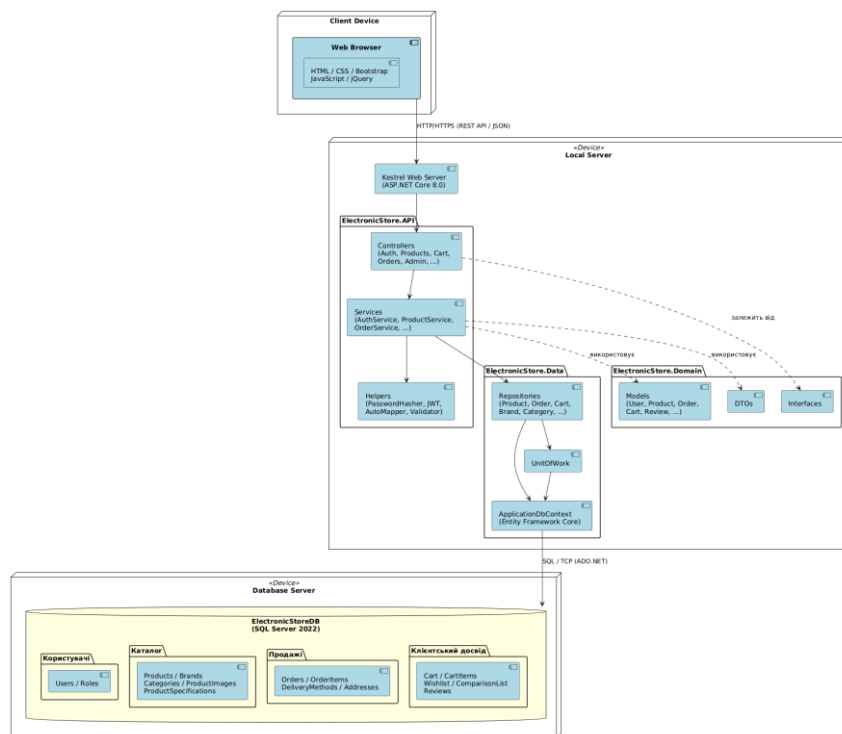 Client Device
Web Browser
HTML / CSS / Bootstrap
JavaScript / jQuery
HTTP/HTTPS (REST API / JSON)
«Device»
Local Server
Kestrel Web Server
(ASP.NET Core 8.0)
ElectronicStore.API
Controllers
(Auth, Products, Cart,
Orders, Admin, ...)
Services
(AuthService, ProductService,
OrderService, ...)
залежить від
використовує
використовує
Helpers
(PasswordHasher, JWT,
AutoMapper, Validator)
ElectronicStore.Data
Repositories
(Product, Order, Cart,
Brand, Category, ...)
UnitOfWork
ApplicationDbContext
(Entity Framework Core)
ElectronicStore.Domain
Models
(User, Product, Order,
Cart, Review, ...)
DTOs
Interfaces
SQL / TCP (ADO.NET)
«Device»
Database Server
ElectronicStoreDB
(SQL Server 2022)
Користувачі
Users / Roles
Каталог
Products / Brands
Categories / ProductImages
ProductSpecifications
Продажі
Orders / OrderItems
DeliveryMethods / Addresses
Клієнтський досвід
Cart / CartItems
Wishlist / ComparisonList
Reviews